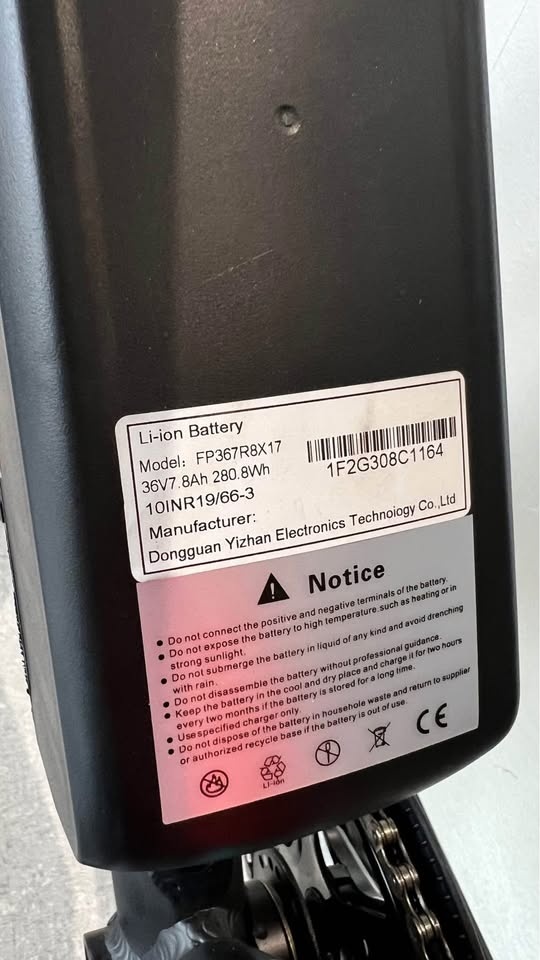 Li-ion Battery
Model: FP367R8X17
36V7.8Ah 280.8Wh
10INR19/66-3
1F2G308C1164
Manufacturer:
Dongguan Yizhan Electronics Technoiogy Co.,Ltd
Notice
• Do not connect the positive and negative terminals of the battery.
• Do not expose the battery to high temperature.such as heating or in
strong sunlight.
• Do not submerge the battery in liquid of any kind and avoid drenching
with rain.
• Do not disassemble the battery without professional guidance.
• Keep the battery in the cool and dry place and charge it for two hours
every two months if the battery is stored for a long time.
• Use specified charger only.
• Do not dispose of the battery in household waste and return to supplier
or authorized recycle base if the battery is out of use.
Li-ion
CE